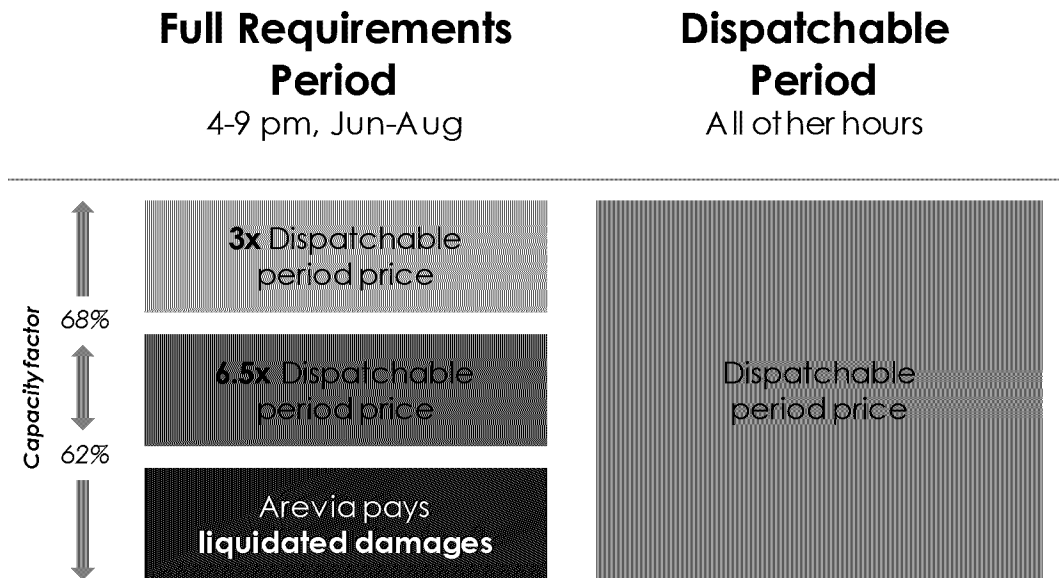 Full Requirements
Period
4-9 pm, Jun-Aug
Dispatchable
Period
All other hours
Capacity factor
68%
62%
3x Dispatchable
period price
6.5x Dispatchable
period price
Arevia pays
liquidated damages
Dispatchable
period price